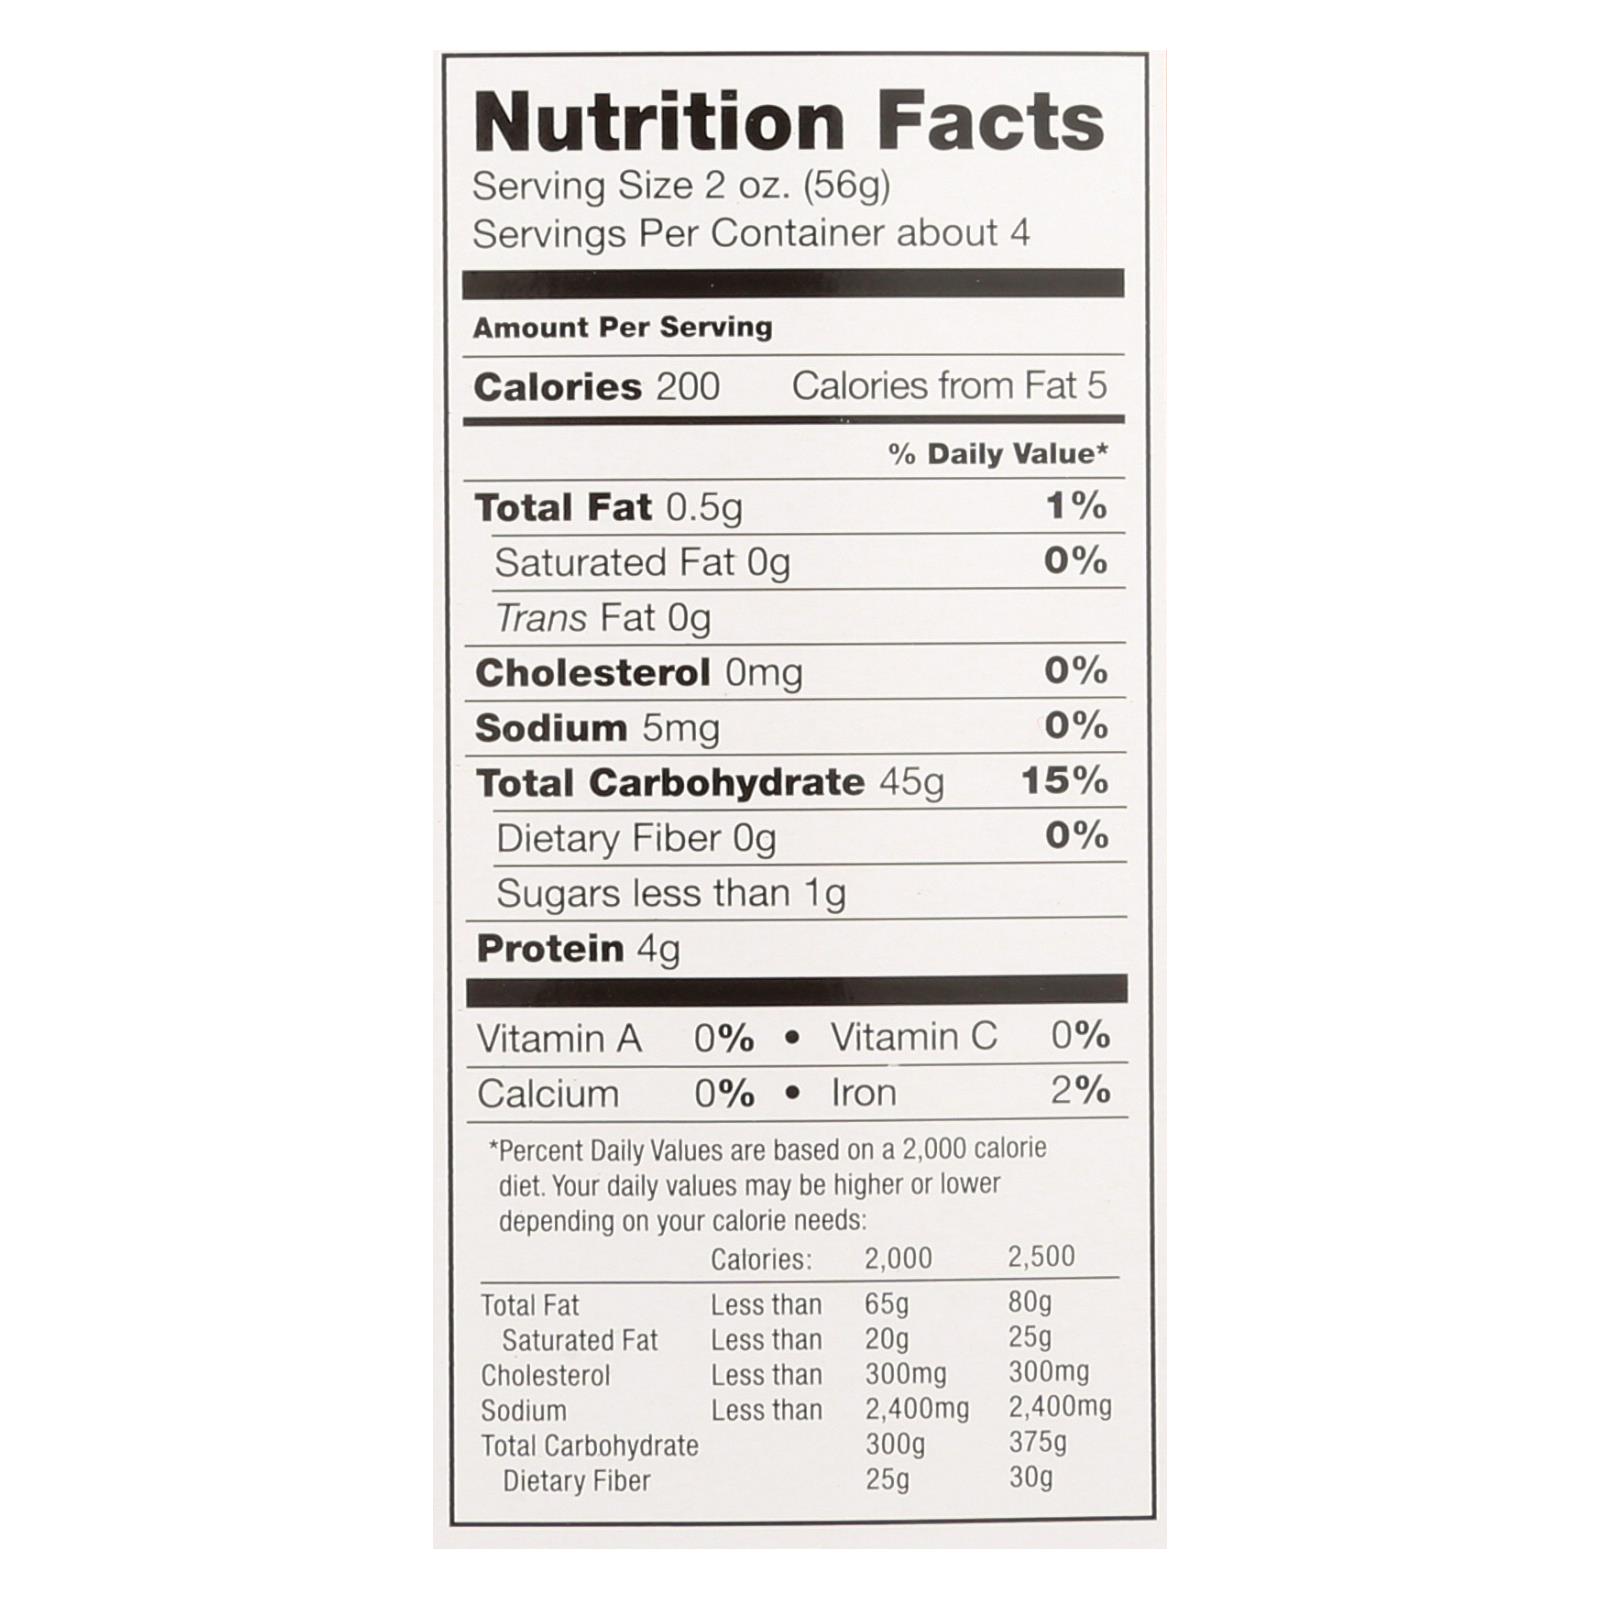 Nutrition Facts
Serving Size 2 oz. (56g)
Servings Per Container about 4
Amount Per Serving
Calories 200 Calories from Fat 5
% Daily Value*
Total Fat 0.5g 1%
Saturated Fat 0g 0%
Trans Fat 0g
Cholesterol 0mg 0%
Sodium 5mg 0%
Total Carbohydrate 45g 15%
Dietary Fiber 0g 0%
Sugars less than 1g
Protein 4g
Vitamin A 0% • Vitamin C 0%
Calcium 0% • Iron 2%
*Percent Daily Values are based on a 2,000 calorie
diet. Your daily values may be higher or lower
depending on your calorie needs:
Calories: 2,000 2,500
Total Fat Less than 65g 80g
Saturated Fat Less than 20g 25g
Cholesterol Less than 300mg 300mg
Sodium Less than 2,400mg 2,400mg
Total Carbohydrate 300g 375g
Dietary Fiber 25g 30g